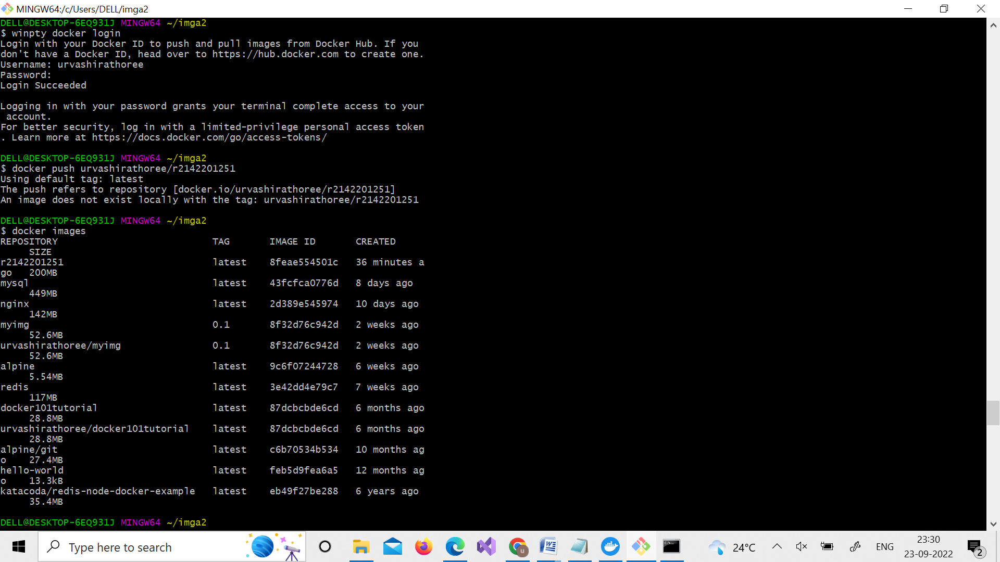 MINGW64:/c/Users/DELL/imga2
DELL@DESKTOP-6EQ931J MINGW64 ~/imga2
$ winpty docker login
Login with your Docker ID to push and pull images from Docker Hub. If you
don't have a Docker ID, head over to https://hub.docker.com to create one.
Username: urvashirathoree
Password:
Login Succeeded
Logging in with your password grants your terminal complete access to your
 account.
For better security, log in with a limited-privilege personal access token
. Learn more at https://docs.docker.com/go/access-tokens/
DELL@DESKTOP-6EQ931J MINGW64 ~/imga2
$ docker push urvashirathoree/r2142201251
Using default tag: latest
The push refers to repository [docker.io/urvashirathoree/r2142201251]
An image does not exist locally with the tag: urvashirathoree/r2142201251
DELL@DESKTOP-6EQ931J MINGW64 ~/imga2
$ docker images
REPOSITORY                           TAG       IMAGE ID       CREATED
     SIZE
r2142201251                          latest    8feae554501c   36 minutes a
go   200MB
mysql                                latest    43fcfca0776d   8 days ago
     449MB
nginx                                latest    2d389e545974   10 days ago
     142MB
myimg                                0.1       8f32d76c942d   2 weeks ago
     52.6MB
urvashirathoree/myimg                0.1       8f32d76c942d   2 weeks ago
     52.6MB
alpine                               latest    9c6f07244728   6 weeks ago
     5.54MB
redis                                latest    3e42dd4e79c7   7 weeks ago
     117MB
docker101tutorial                    latest    87dcbcbde6cd   6 months ago
     28.8MB
urvashirathoree/docker101tutorial    latest    87dcbcbde6cd   6 months ago
     28.8MB
alpine/git                           latest    c6b70534b534   10 months ag
o    27.4MB
hello-world                          latest    feb5d9fea6a5   12 months ag
o    13.3kB
katacoda/redis-node-docker-example   latest    eb49f27be288   6 years ago
     35.4MB
DELL@DESKTOP-6EQ931J MINGW64 ~/imga2
Type here to search
24°C
ENG
23:30
23-09-2022
2